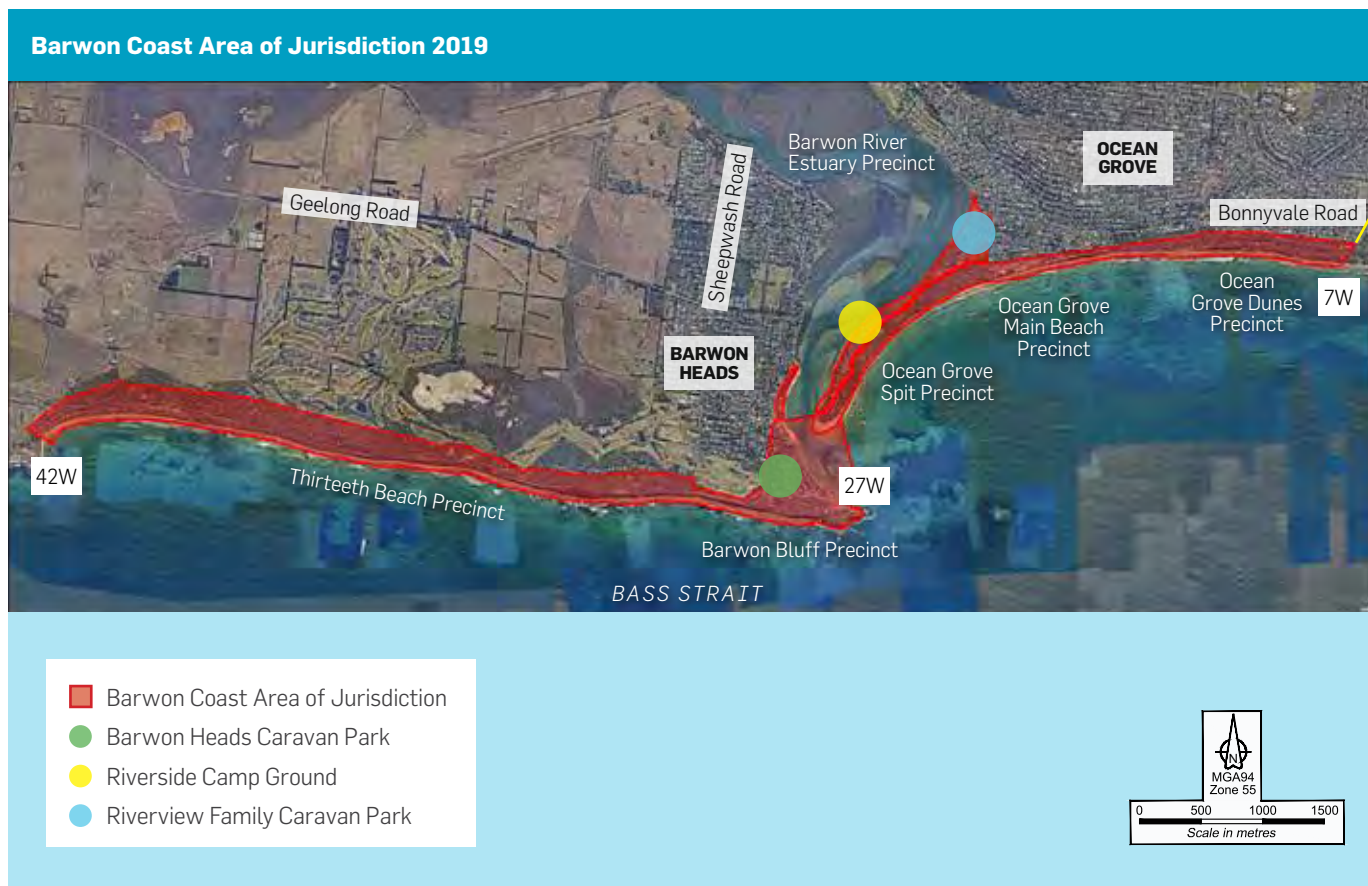 Barwon Coast Area of Jurisdiction 2019
Barwon River
Estuary Precinct
OCEAN
GROVE
Geelong Road
Sheepwash Road
Bonnyvale Road
Ocean
Grove Dunes
Precinct
7W
Ocean Grove
Main Beach
Precinct
BARWON
HEADS
Ocean Grove
Spit Precinct
42W
Thirteeth Beach Precinct
27W
Barwon Bluff Precinct
BASS STRAIT
Barwon Coast Area of Jurisdiction
Barwon Heads Caravan Park
Riverside Camp Ground
Riverview Family Caravan Park
N
MGA94
Zone 55
0 500 1000 1500
Scale in metres